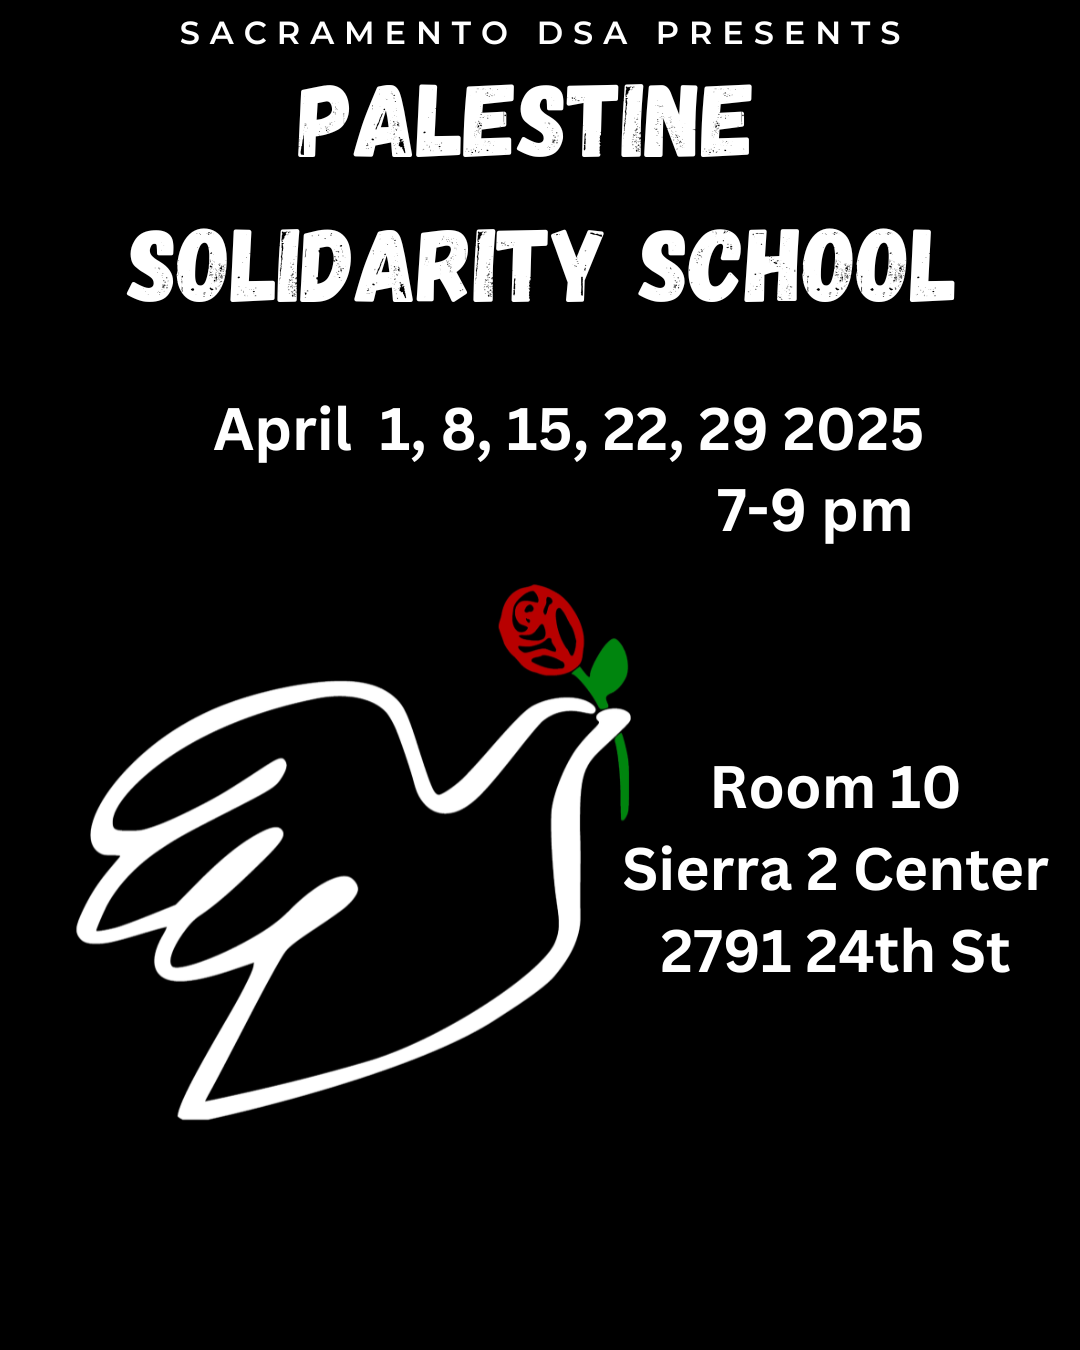 SACRAMENTO DSA PRESENTS
PALESTINE
SOLIDARITY SCHOOL
April 1, 8, 15, 22, 29 2025
7-9 pm
Room 10
Sierra 2 Center
2791 24th St